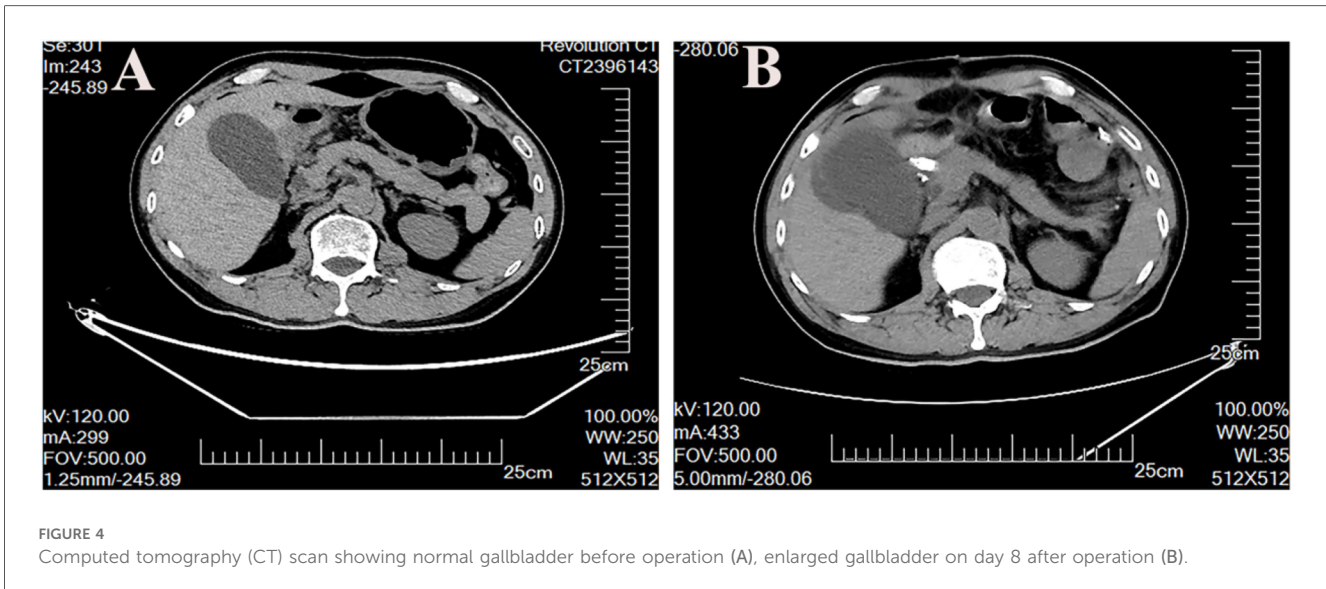 Se:301
Im:243
-245.89
A
Revolution CT
CT2396143
25cm
kV:120.00
mA:299
FOV:500.00
1.25mm/-245.89
25cm
100.00%
WW:250
WL:35
512X512
-280.06
B
25cm
kV:120.00
mA:433
FOV:500.00
5.00mm/-280.06
25cm
100.00%
WW:250
WL:35
512X512
FIGURE 4
Computed tomography (CT) scan showing normal gallbladder before operation (A), enlarged gallbladder on day 8 after operation (B).